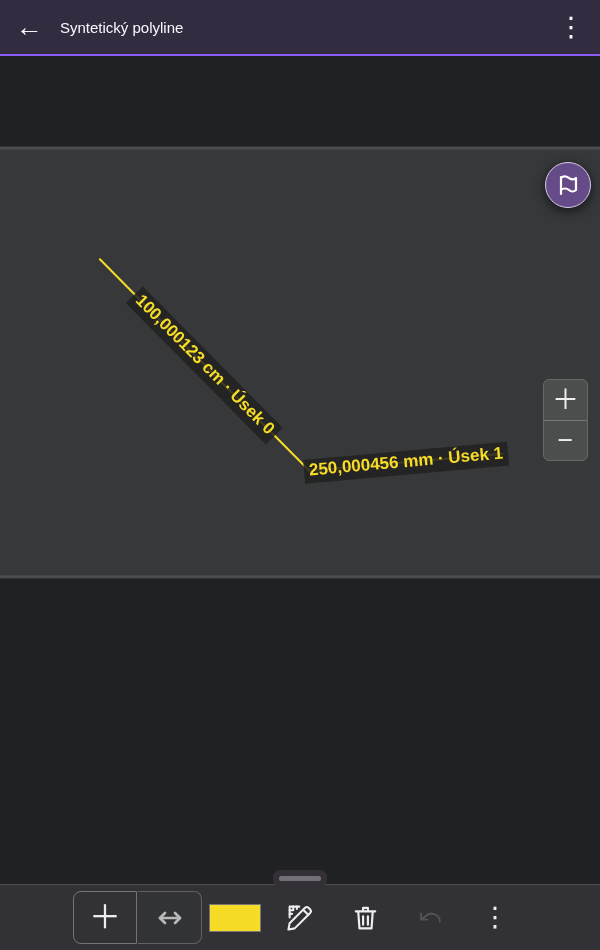 Syntetický polyline
100,000123 cm · Úsek 0
250,000456 mm · Úsek 1